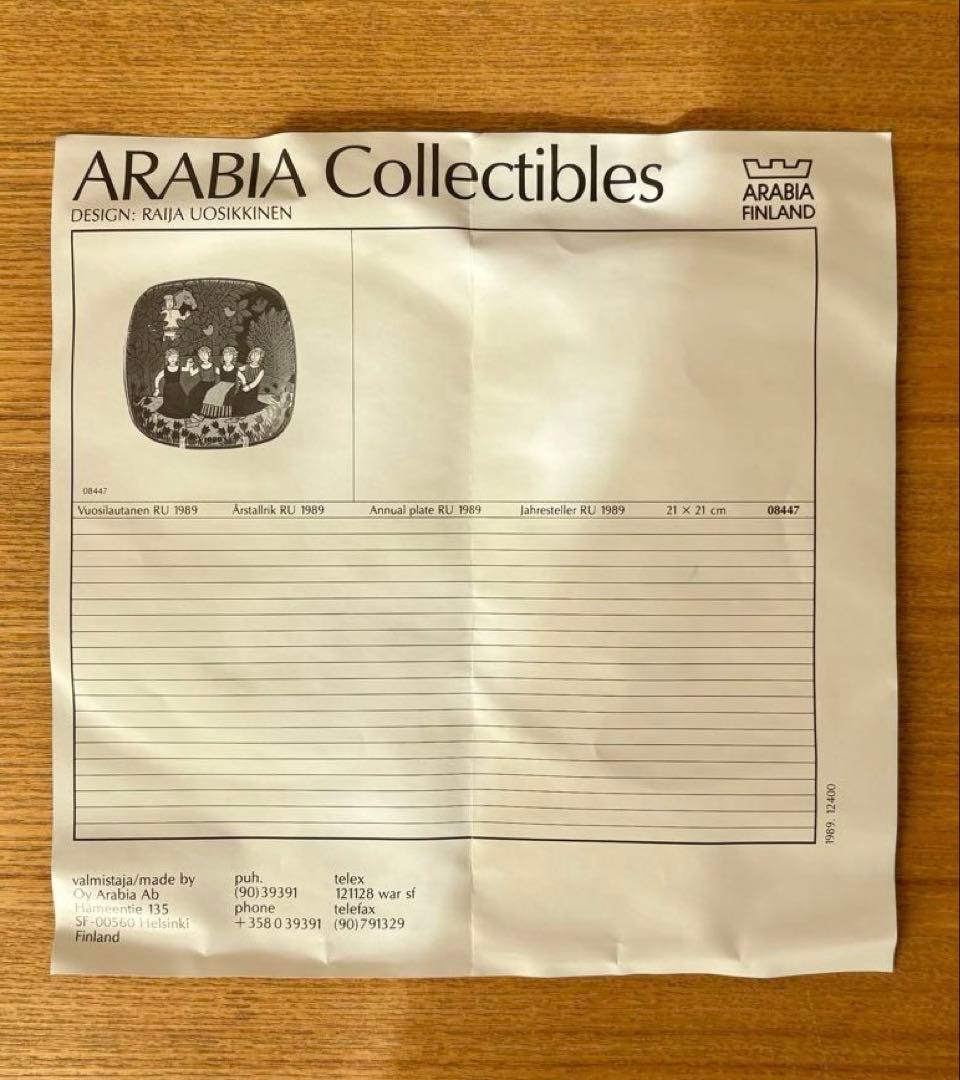 ARABIA Collectibles
DESIGN: RAIJA UOSIKKINEN
ARABIA
FINLAND
1989
08447
Vuosilautanen RU 1989 Årstallrik RU 1989 Annual plate RU 1989 Jahresteller RU 1989 21 × 21 cm 08447
1989. 12400
valmistaja/made by
Oy Arabia Ab
Hämeentie 135
SF-00560 Helsinki
Finland
puh.
(90)39391
phone
+358 0 39391
telex
121128 war sf
telefax
(90)791329